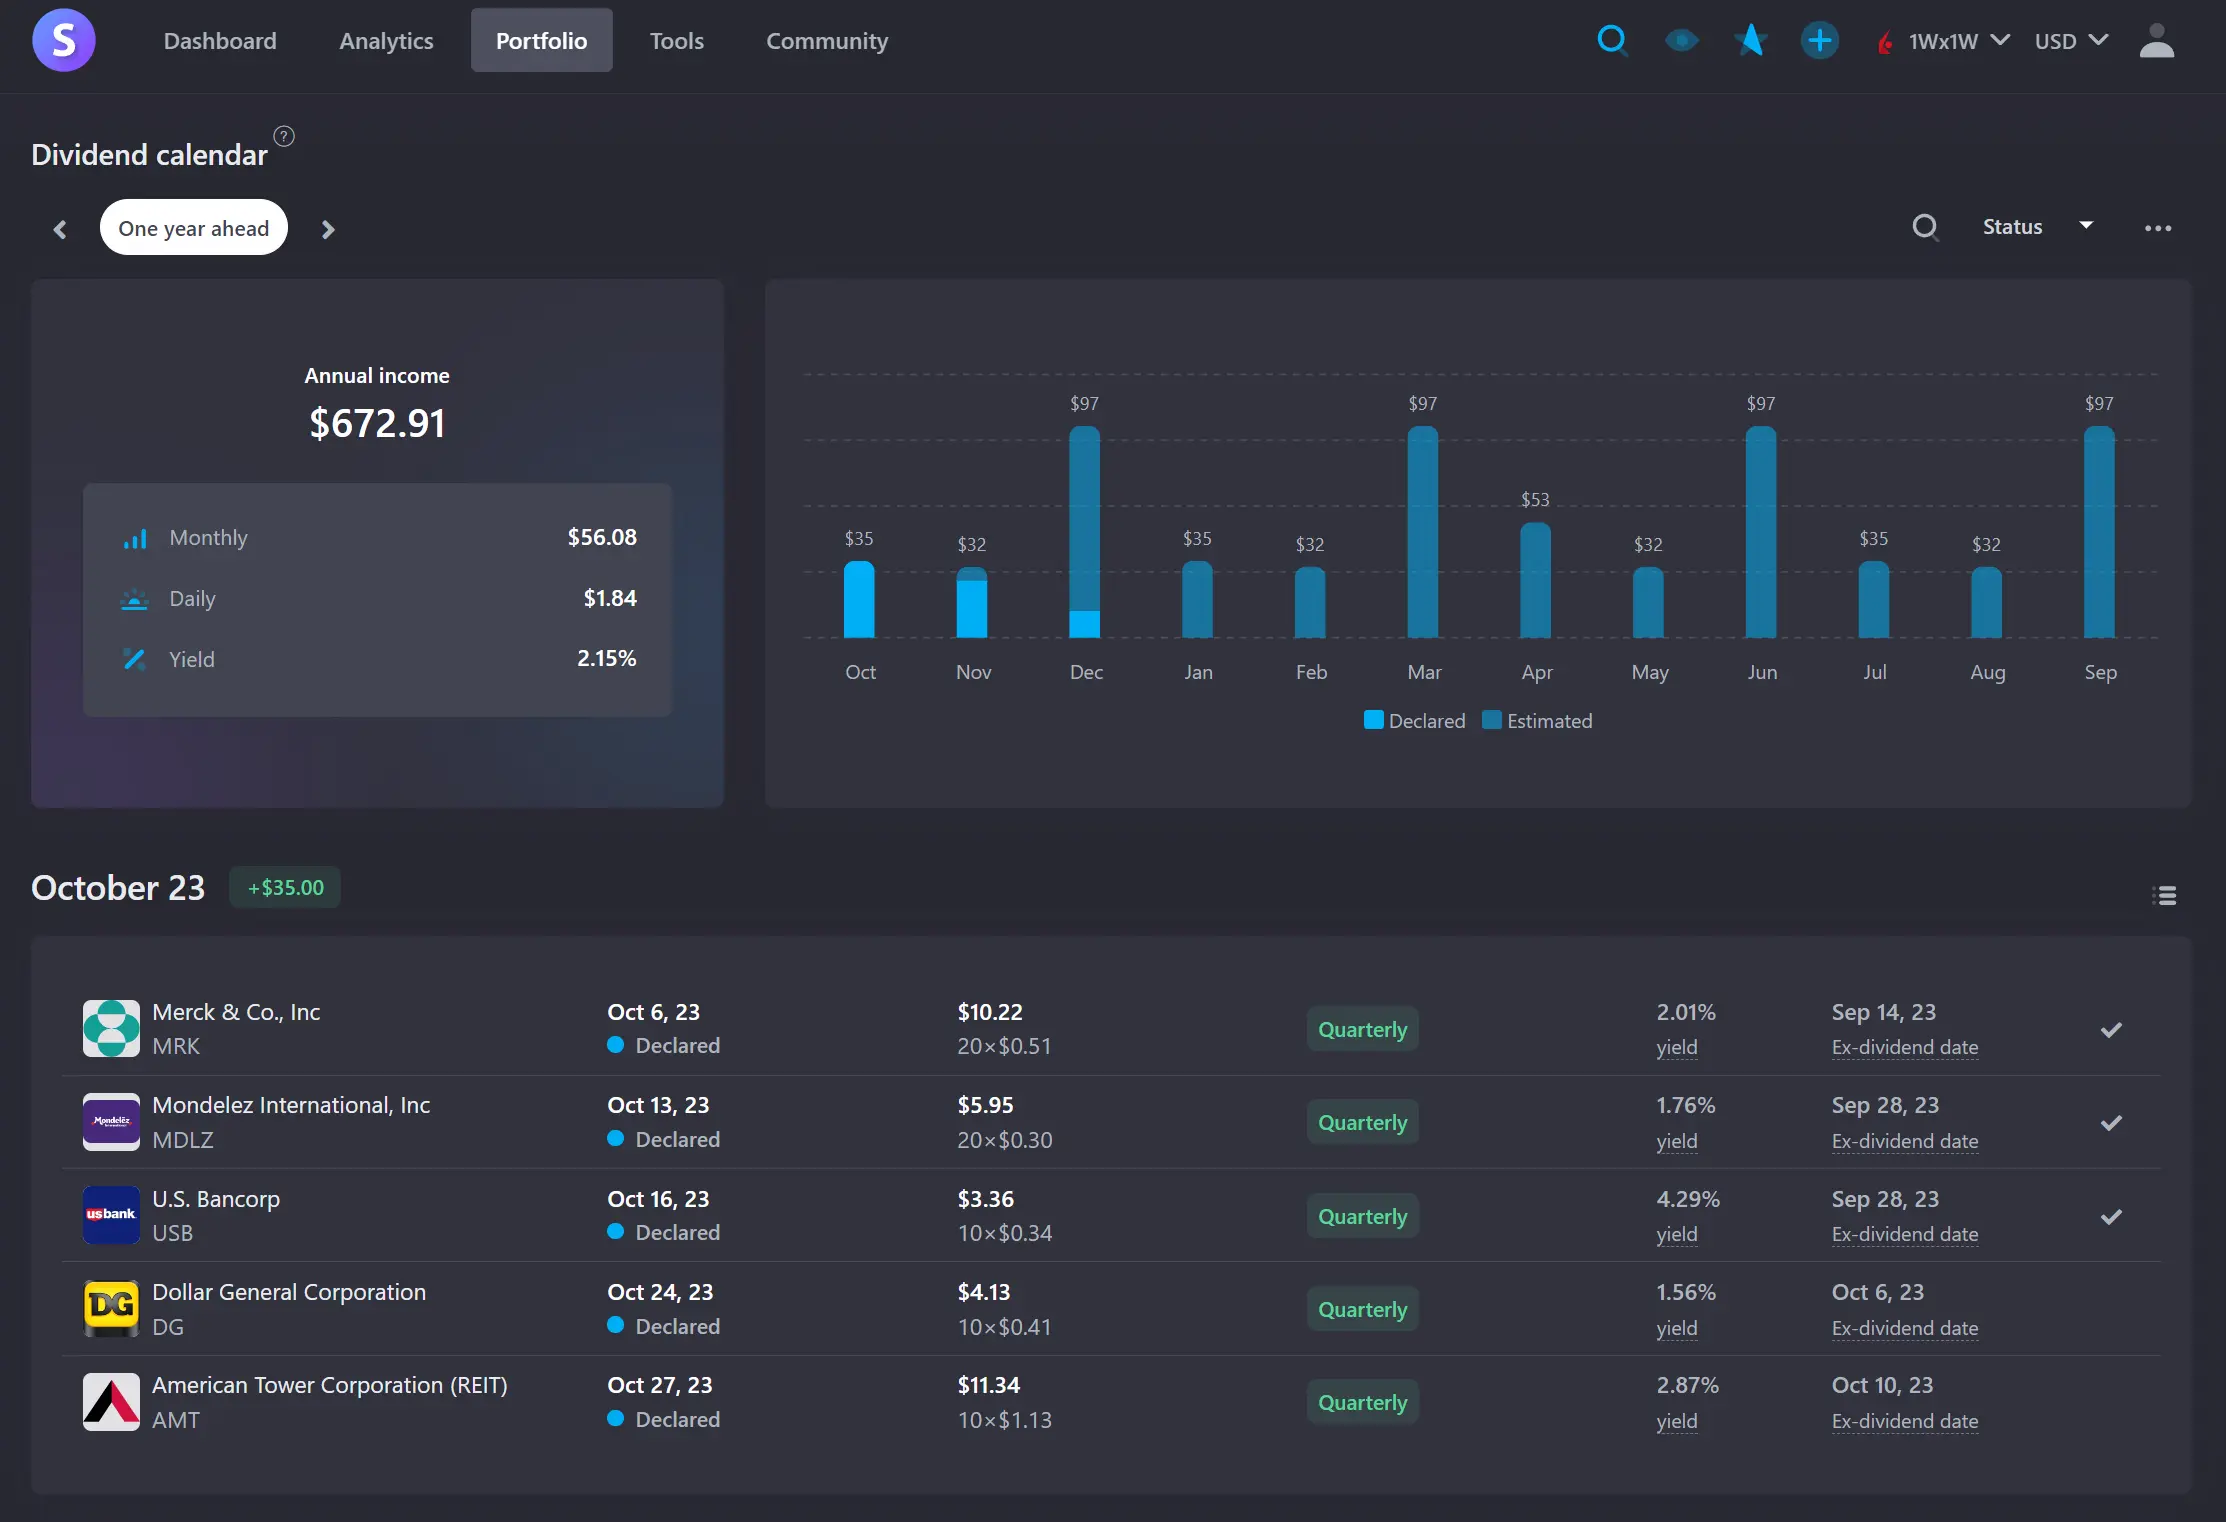 S
Dashboard
Analytics
Portfolio
Tools
Community
1Wx1W
USD
Dividend calendar
?
One year ahead
Status
Annual income
$672.91
Monthly
$56.08
Daily
$1.84
Yield
2.15%
$35
$32
$97
$35
$32
$97
$53
$32
$97
$35
$32
$97
Oct
Nov
Dec
Jan
Feb
Mar
Apr
May
Jun
Jul
Aug
Sep
Declared
Estimated
October 23
+$35.00
Merck & Co., Inc
MRK
Oct 6, 23
Declared
$10.22
20×$0.51
Quarterly
2.01%
yield
Sep 14, 23
Ex-dividend date
Mondelēz
International
Mondelez International, Inc
MDLZ
Oct 13, 23
Declared
$5.95
20×$0.30
Quarterly
1.76%
yield
Sep 28, 23
Ex-dividend date
usbank
U.S. Bancorp
USB
Oct 16, 23
Declared
$3.36
10×$0.34
Quarterly
4.29%
yield
Sep 28, 23
Ex-dividend date
DG
Dollar General Corporation
DG
Oct 24, 23
Declared
$4.13
10×$0.41
Quarterly
1.56%
yield
Oct 6, 23
Ex-dividend date
American Tower Corporation (REIT)
AMT
Oct 27, 23
Declared
$11.34
10×$1.13
Quarterly
2.87%
yield
Oct 10, 23
Ex-dividend date